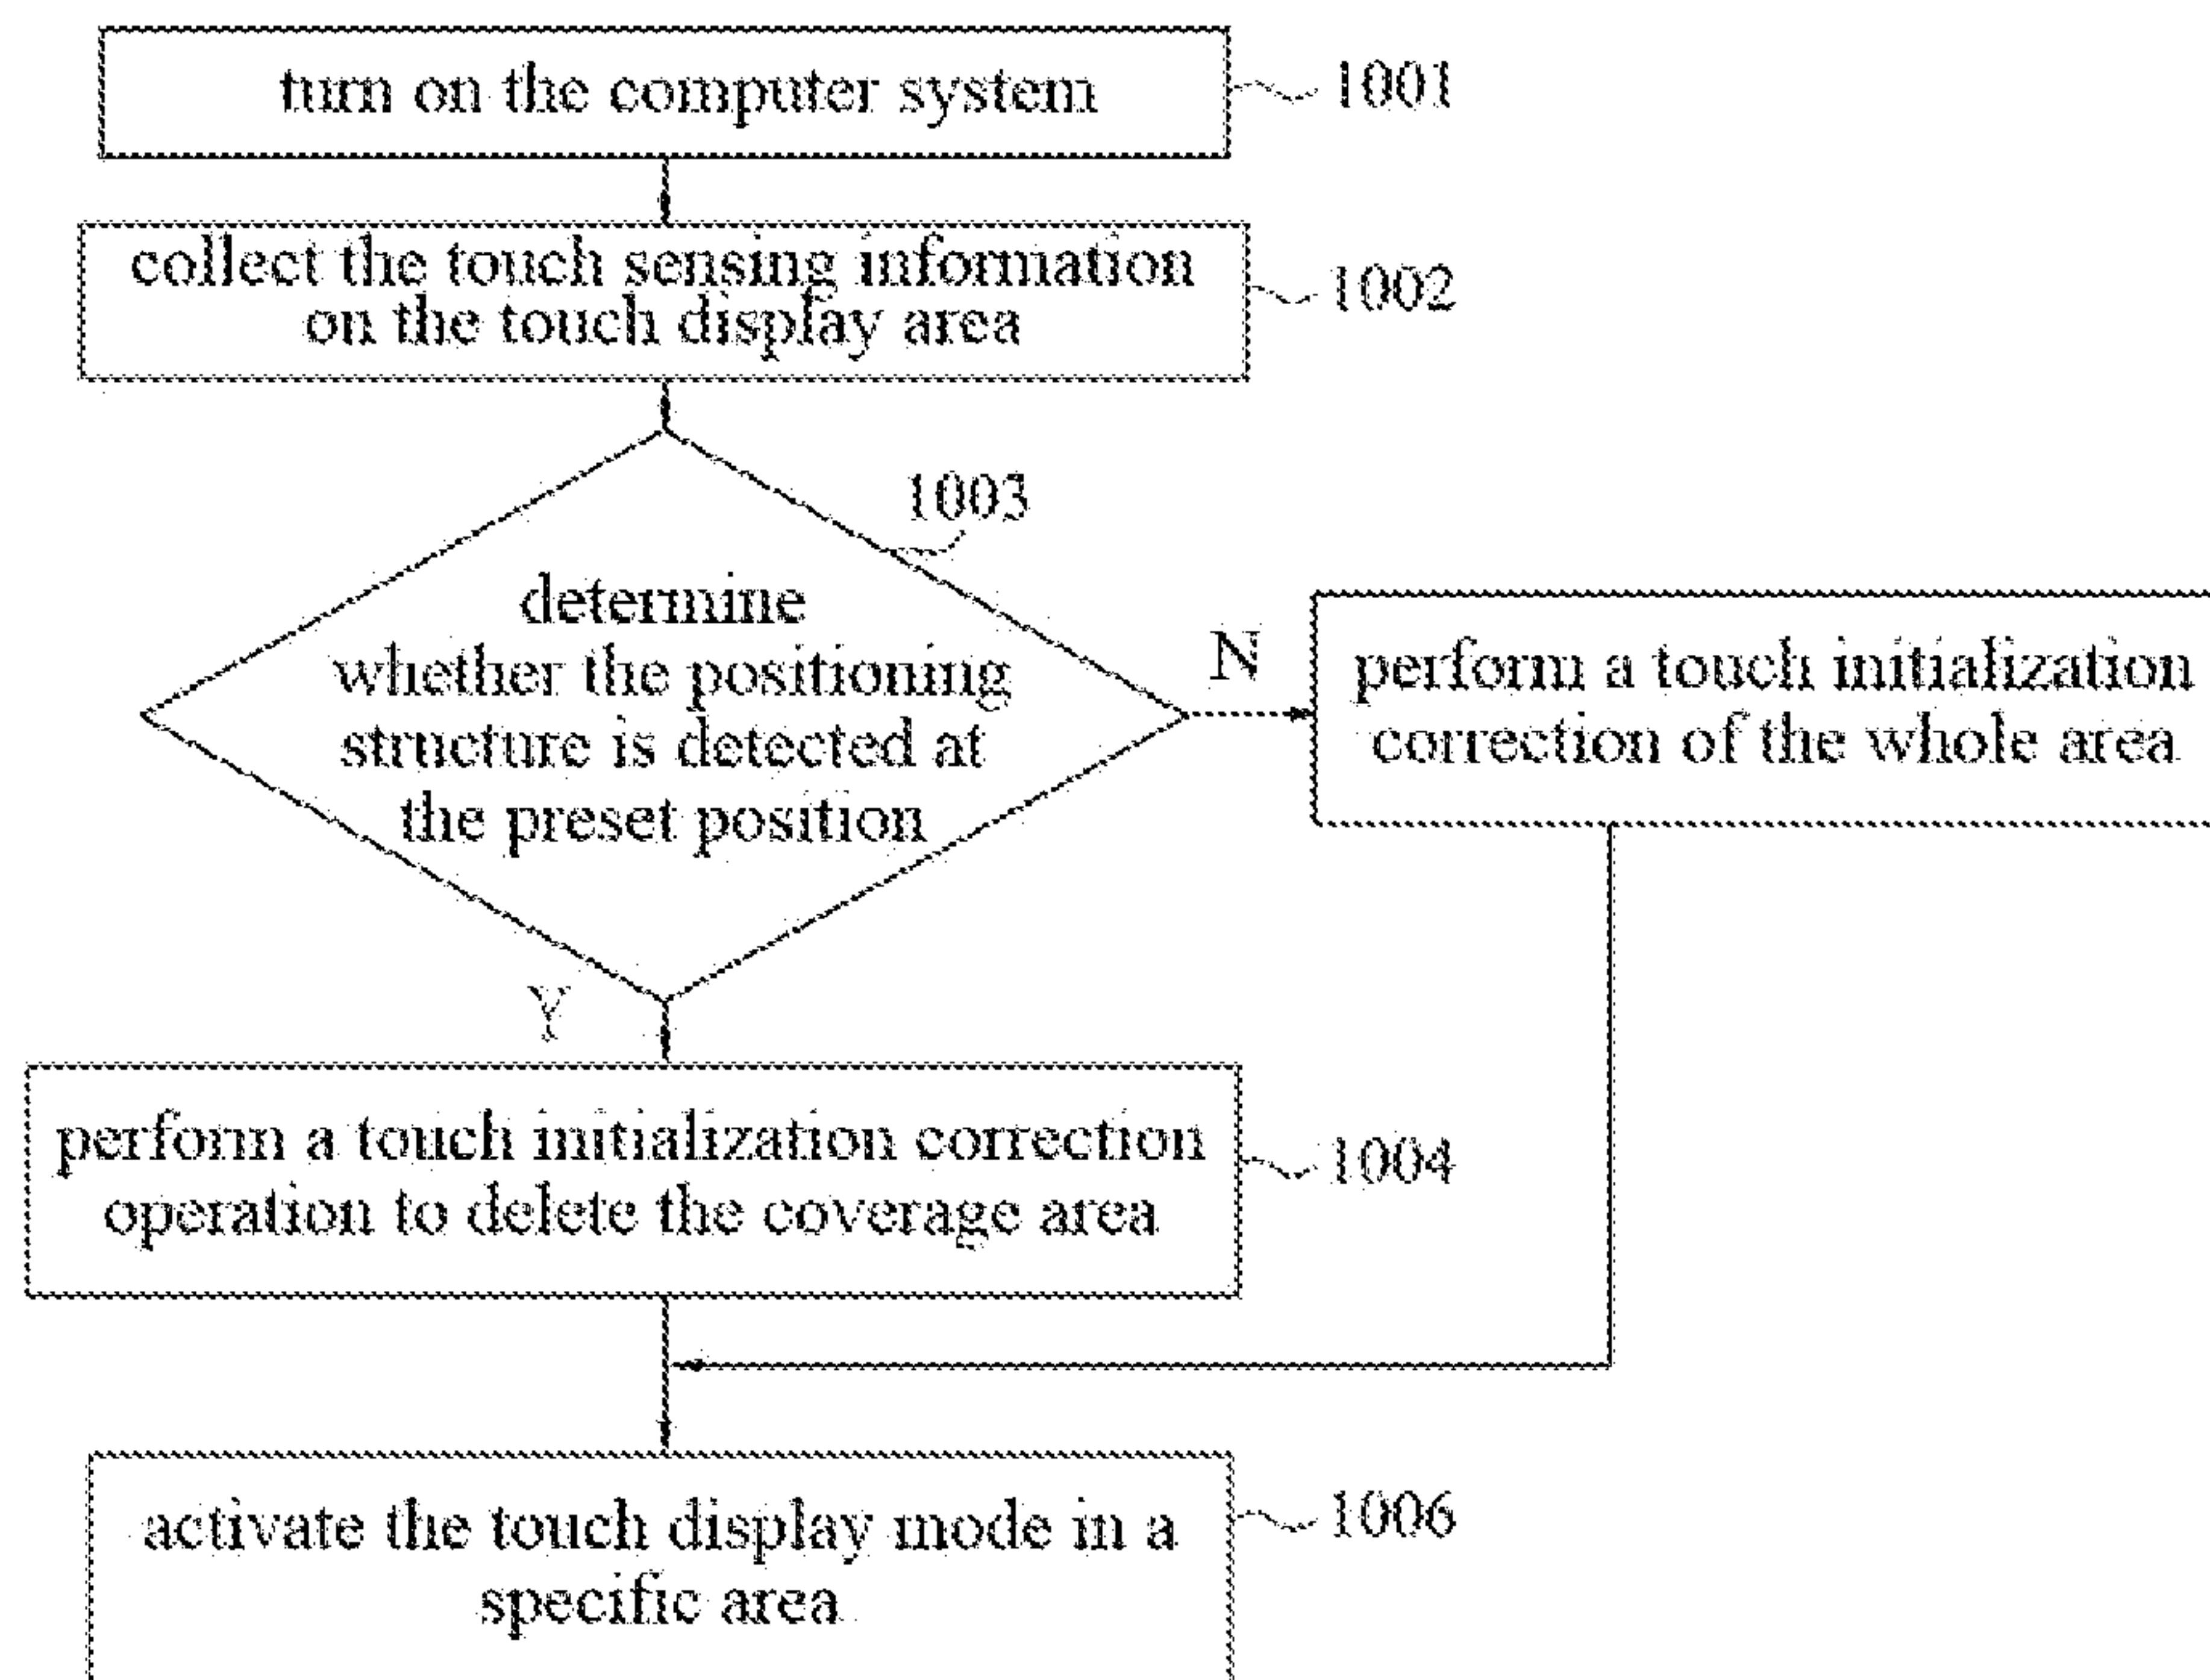 turn on the computer system
1001
collect the touch sensing information
on the touch display area
1002
1003
determine
whether the positioning
structure is detected at
the preset position
N
perform a touch initialization
correction of the whole area
Y
perform a touch initialization correction
operation to delete the coverage area
1004
activate the touch display mode in a
specific area
1006